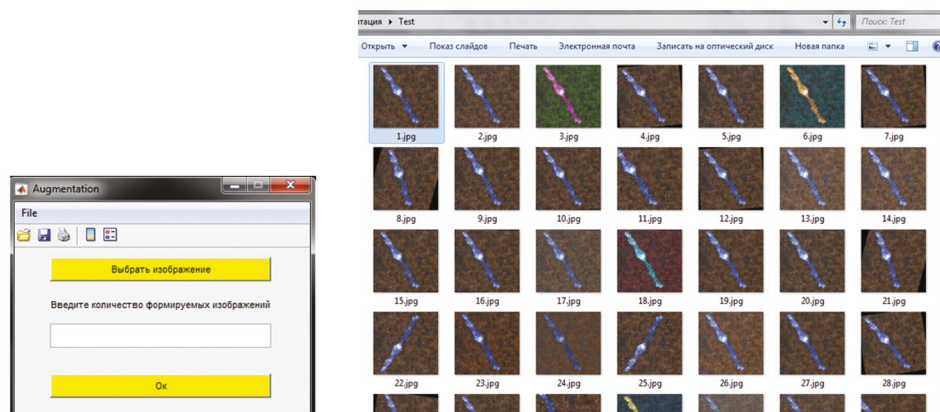 Augmentation
File
Выбрать изображение
Введите количество формируемых изображений
Ок
тация ▸ Test
Поиск: Test
Открыть Показ слайдов Печать Электронная почта Записать на оптический диск Новая папка
1.jpg 2.jpg 3.jpg 4.jpg 5.jpg 6.jpg 7.jpg
8.jpg 9.jpg 10.jpg 11.jpg 12.jpg 13.jpg 14.jpg
15.jpg 16.jpg 17.jpg 18.jpg 19.jpg 20.jpg 21.jpg
22.jpg 23.jpg 24.jpg 25.jpg 26.jpg 27.jpg 28.jpg